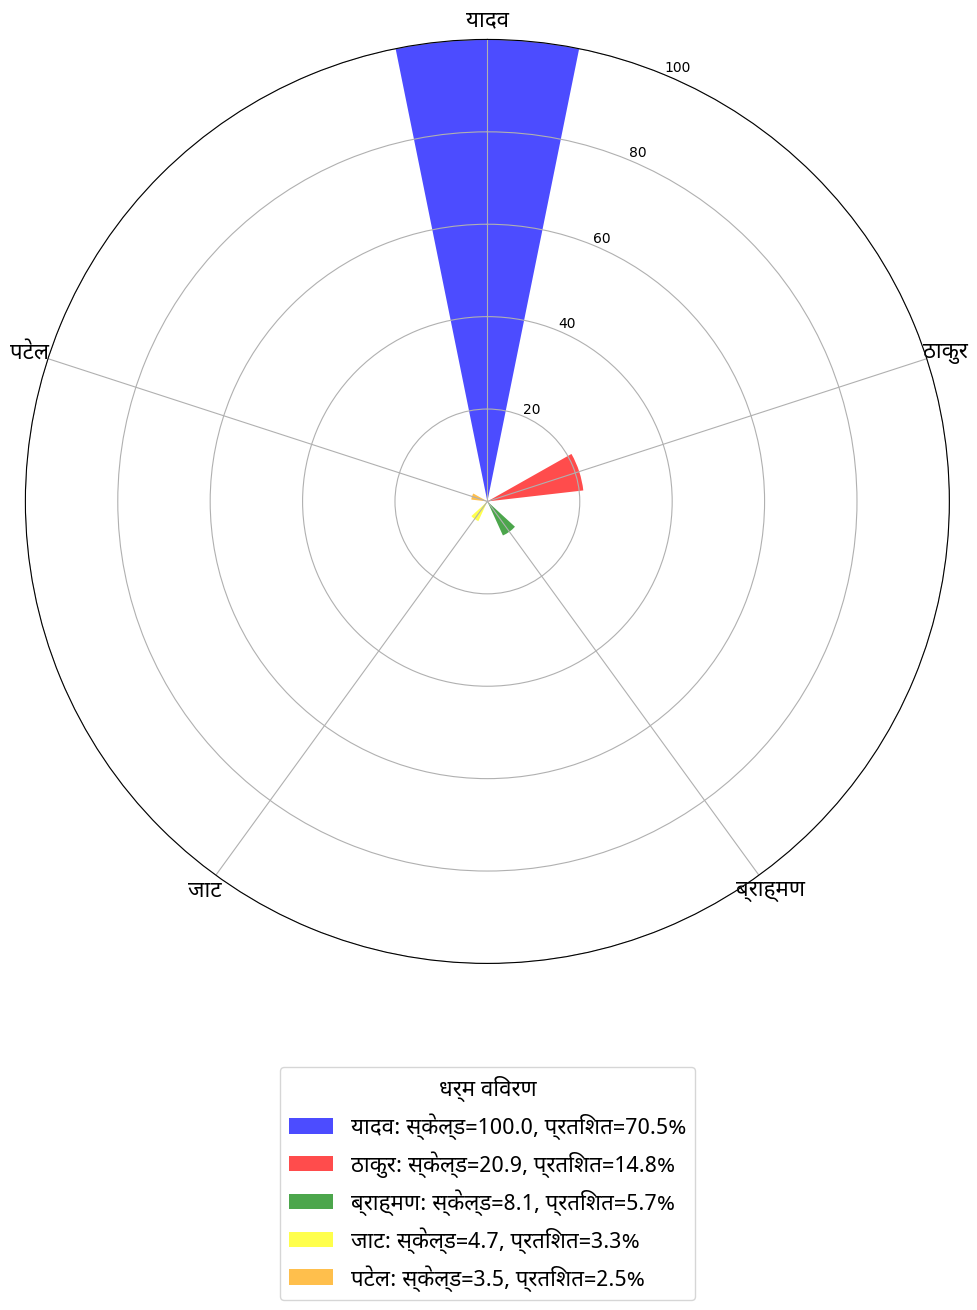 यादव
100
80
60
40
20
पटेल
ठाकुर
जाट
ब्राह्मण
धर्म विवरण
यादव: स्केल्ड=100.0, प्रतिशत=70.5%
ठाकुर: स्केल्ड=20.9, प्रतिशत=14.8%
ब्राह्मण: स्केल्ड=8.1, प्रतिशत=5.7%
जाट: स्केल्ड=4.7, प्रतिशत=3.3%
पटेल: स्केल्ड=3.5, प्रतिशत=2.5%